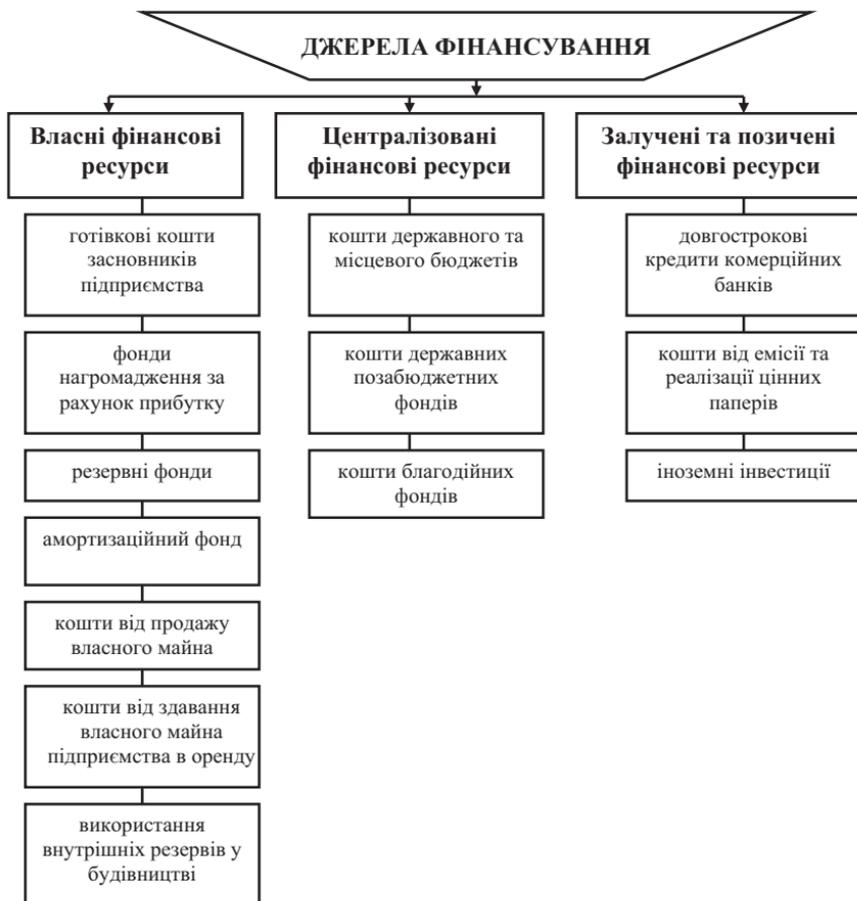 ДЖЕРЕЛА ФІНАНСУВАННЯ
Власні фінансові
ресурси
готівкові кошти
засновників
підприємства
фонди
нагромадження за
рахунок прибутку
резервні фонди
амортизаційний фонд
кошти від продажу
власного майна
кошти від здавання
власного майна
підприємства в оренду
використання
внутрішніх резервів у
будівництві
Централізовані
фінансові ресурси
кошти державного та
місцевого бюджетів
кошти державних
позабюджетних
фондів
кошти благодійних
фондів
Залучені та позичені
фінансові ресурси
довгострокові
кредити комерційних
банків
кошти від емісії та
реалізації цінних
паперів
іноземні інвестиції